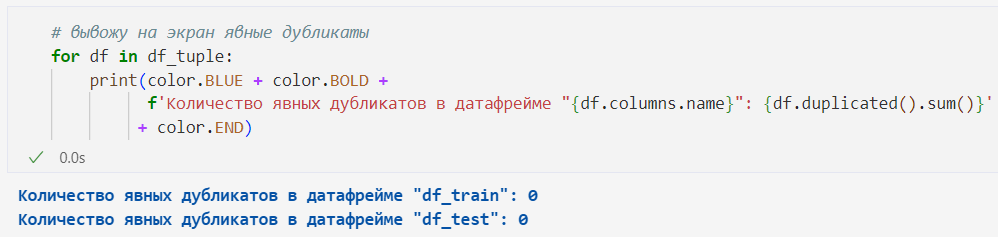 # вывожу на экран явные дубликаты
for df in df_tuple:
print(color.BLUE + color.BOLD +
f'Количество явных дубликатов в датафрейме "{df.columns.name}": {df.duplicated().sum()}'
+ color.END)
0.0s
Количество явных дубликатов в датафрейме "df_train": 0
Количество явных дубликатов в датафрейме "df_test": 0